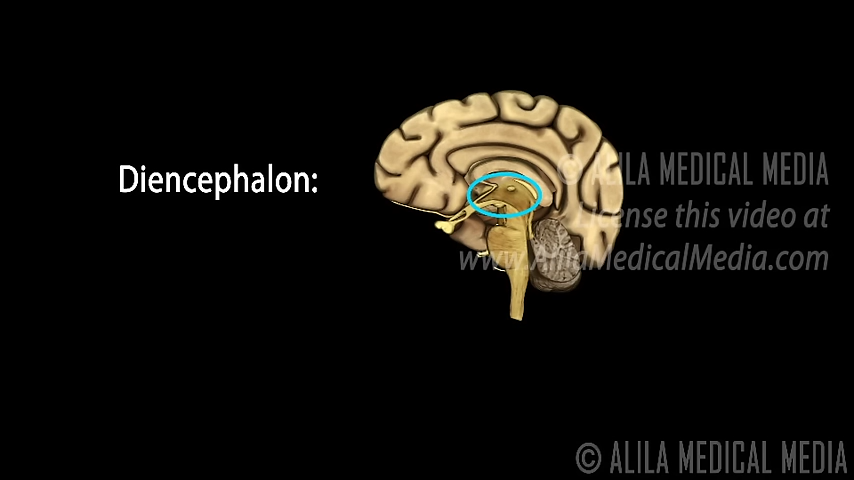 Diencephalon:
© ALILA MEDICAL MEDIA
License this video at
www.AlilaMedicalMedia.com
© ALILA MEDICAL MEDIA